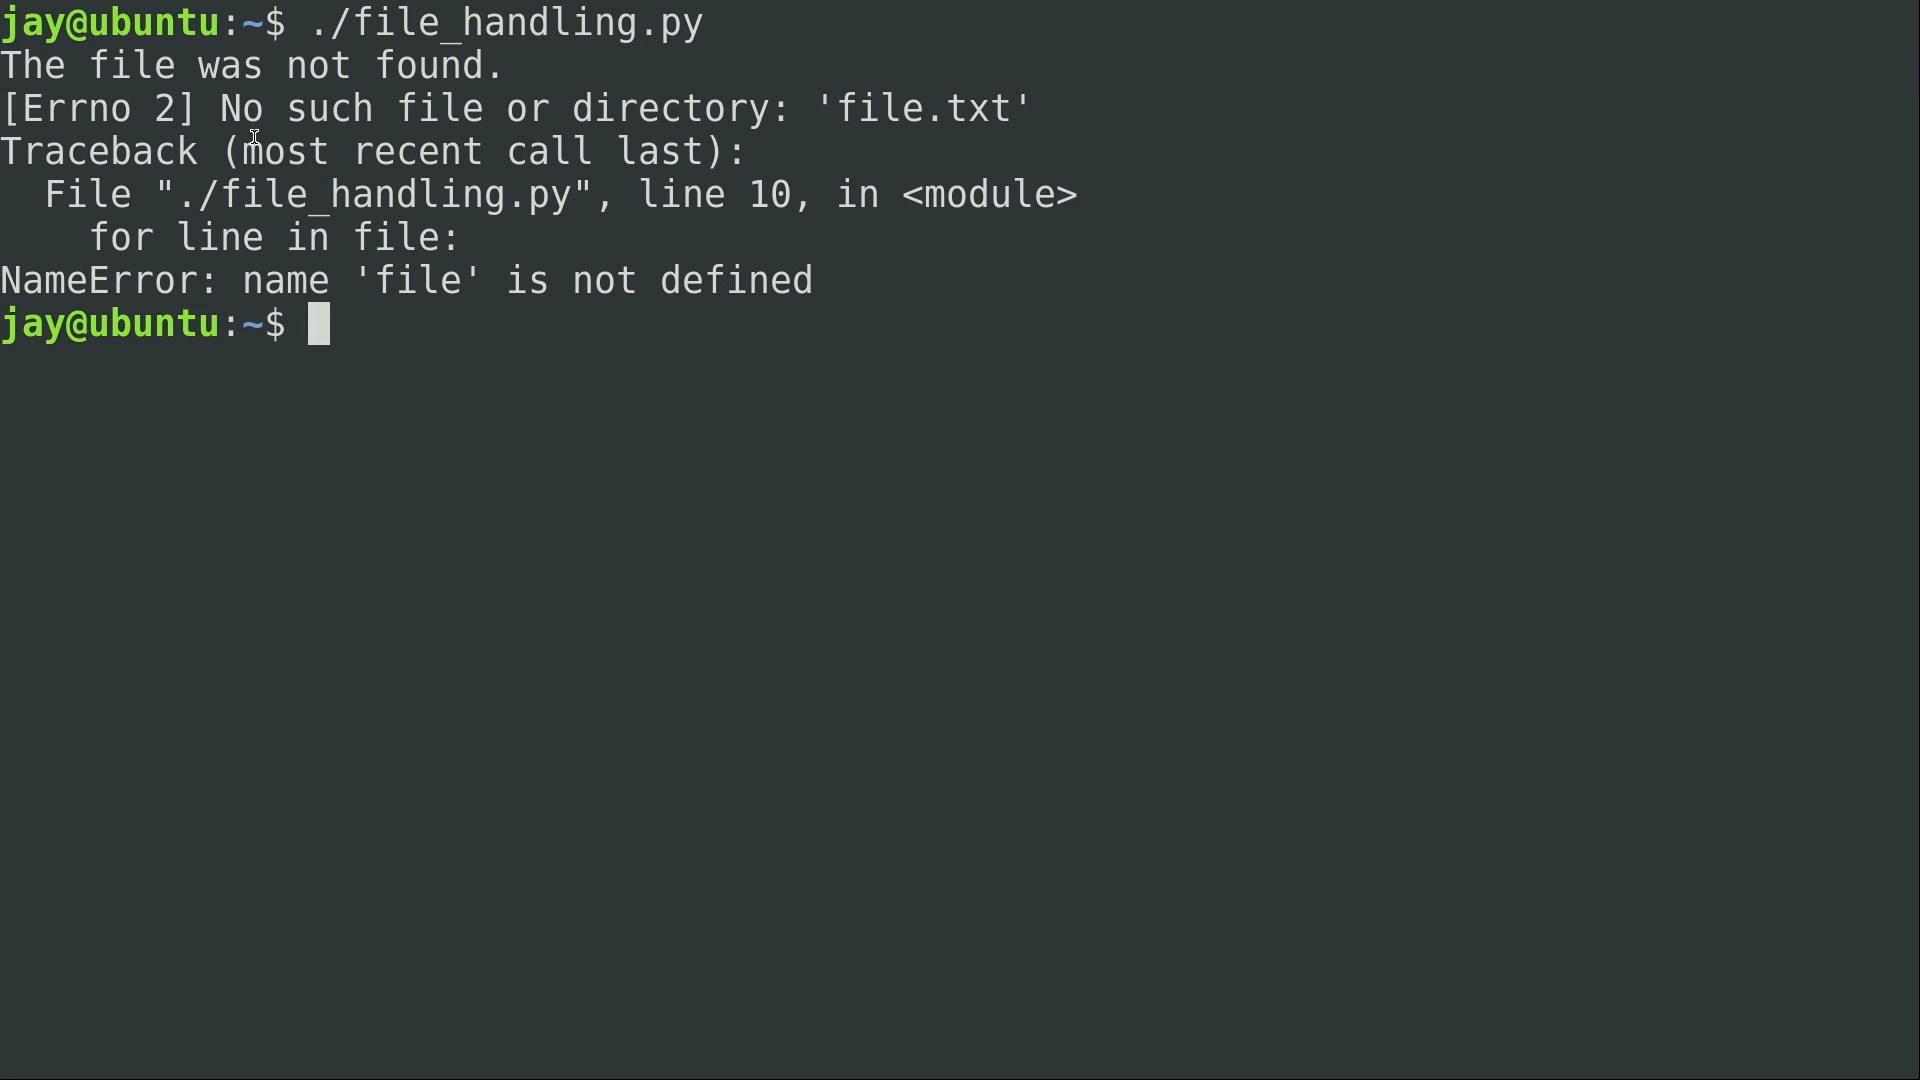 jay@ubuntu:~$ ./file_handling.py
The file was not found.
[Errno 2] No such file or directory: 'file.txt'
Traceback (most recent call last):
  File "./file_handling.py", line 10, in <module>
    for line in file:
NameError: name 'file' is not defined
jay@ubuntu:~$